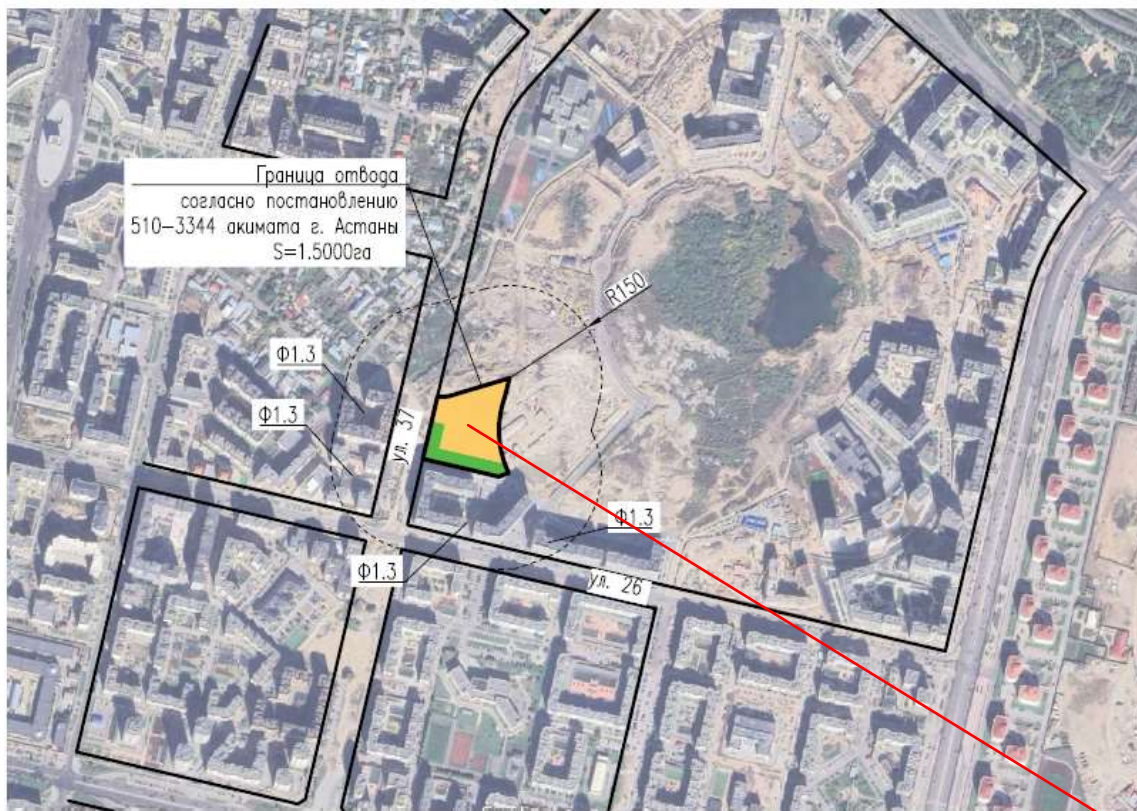 Граница отвода
согласно постановлению
510-3344 акимата г. Астаны
S=1.5000га
R150
Ф1.3
Ф1.3
ул. 37
Ф1.3
Ф1.3
ул. 26